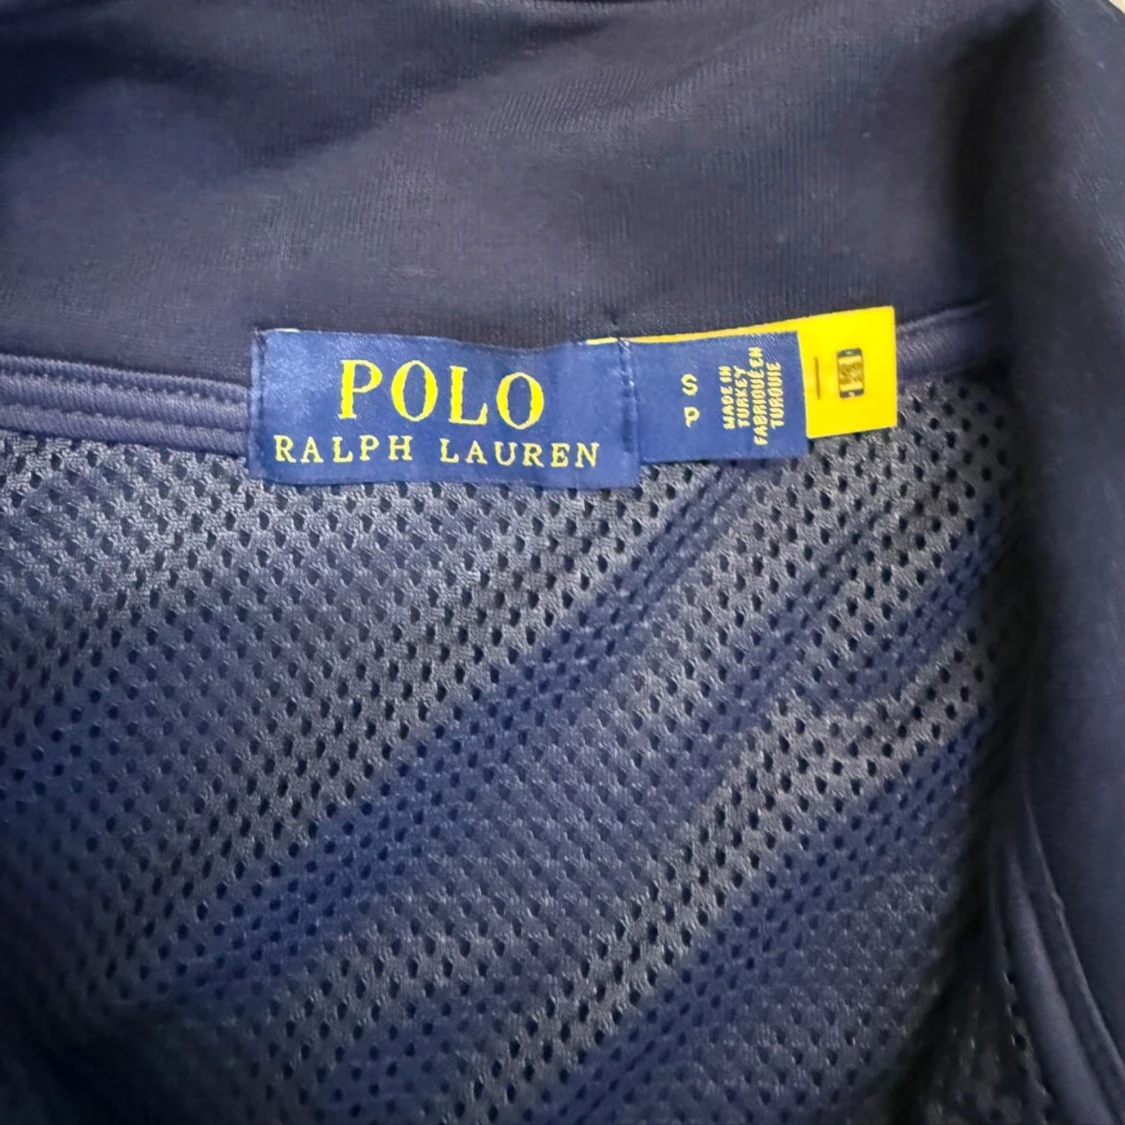 POLO
RALPH LAUREN
S
P
MADE IN
TURKEY
FABRIQUÉ EN
TURQUIE